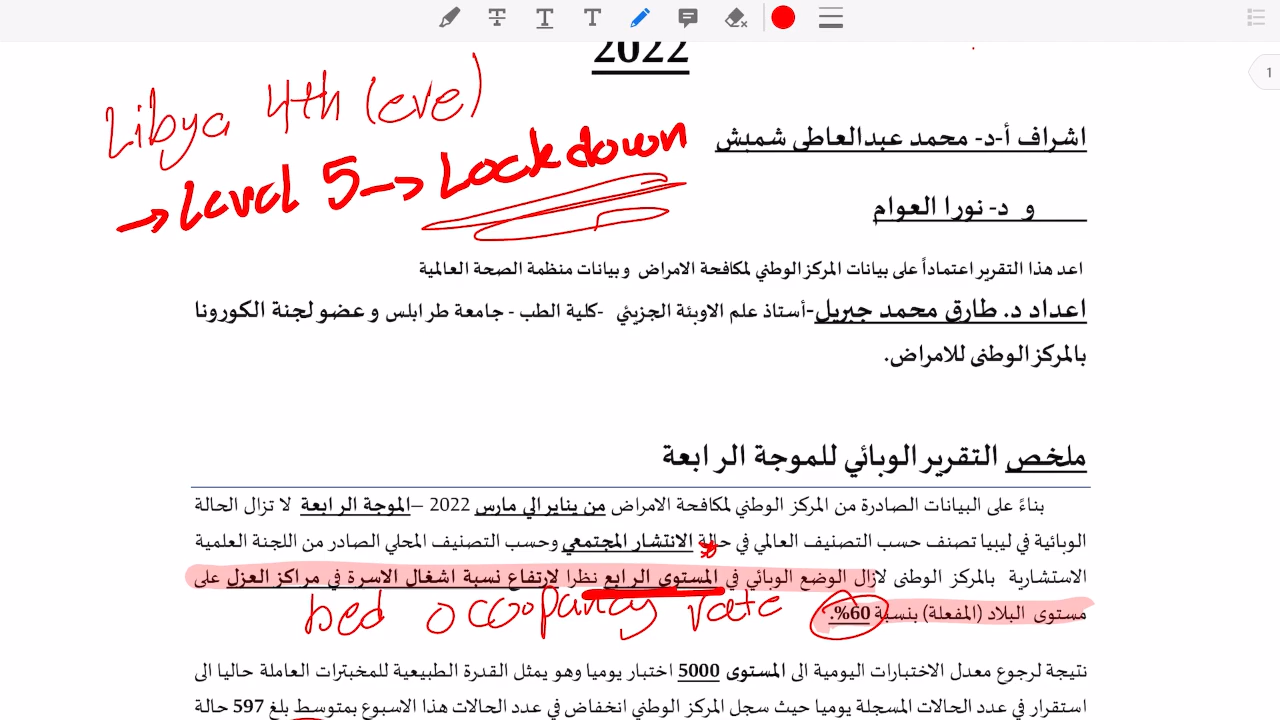 2022
Libya 4th level
→ Level 5 → Lockdown
اشراف أ-د- محمد عبدالعاطي شمبش
و د- نورا العوام
اعد هذا التقرير اعتماداً على بيانات المركز الوطني لمكافحة الامراض وبيانات منظمة الصحة العالمية
اعداد د. طارق محمد جبريل-أستاذ علم الاوبئة الجزيئي -كلية الطب - جامعة طرابلس وعضو لجنة الكورونا
بالمركز الوطني للامراض.
ملخص التقرير الوبائي للموجة الرابعة
بناءً على البيانات الصادرة من المركز الوطني لمكافحة الامراض من يناير الي مارس 2022 –الموجة الرابعة لا تزال الحالة
الوبائية في ليبيا تصنف حسب التصنيف العالمي في حالة الانتشار المجتمعي وحسب التصنيف المحلي الصادر من اللجنة العلمية
الاستشارية بالمركز الوطني لازال الوضع الوبائي في المستوى الرابع نظرا لارتفاع نسبة اشغال الاسرة في مراكز العزل على
مستوى البلاد (المفعلة) بنسبة 60%.
bed occoopancy rate
نتيجة لرجوع معدل الاختبارات اليومية الى المستوى 5000 اختبار يوميا وهو يمثل القدرة الطبيعية للمختبرات العاملة حاليا الى
استقرار في عدد الحالات المسجلة يوميا حيث سجل المركز الوطني انخفاض في عدد الحالات هذا الاسبوع بمتوسط بلغ 597 حالة
1